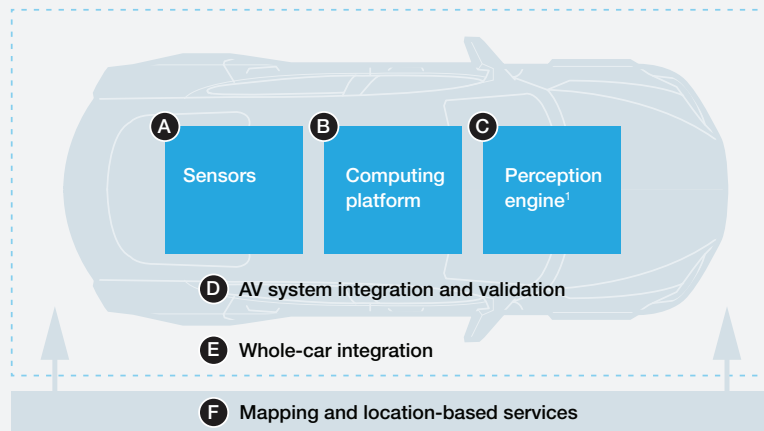 A
B
C
Sensors
Computing
platform
Perception
engine¹
D AV system integration and validation
E Whole-car integration
F Mapping and location-based services